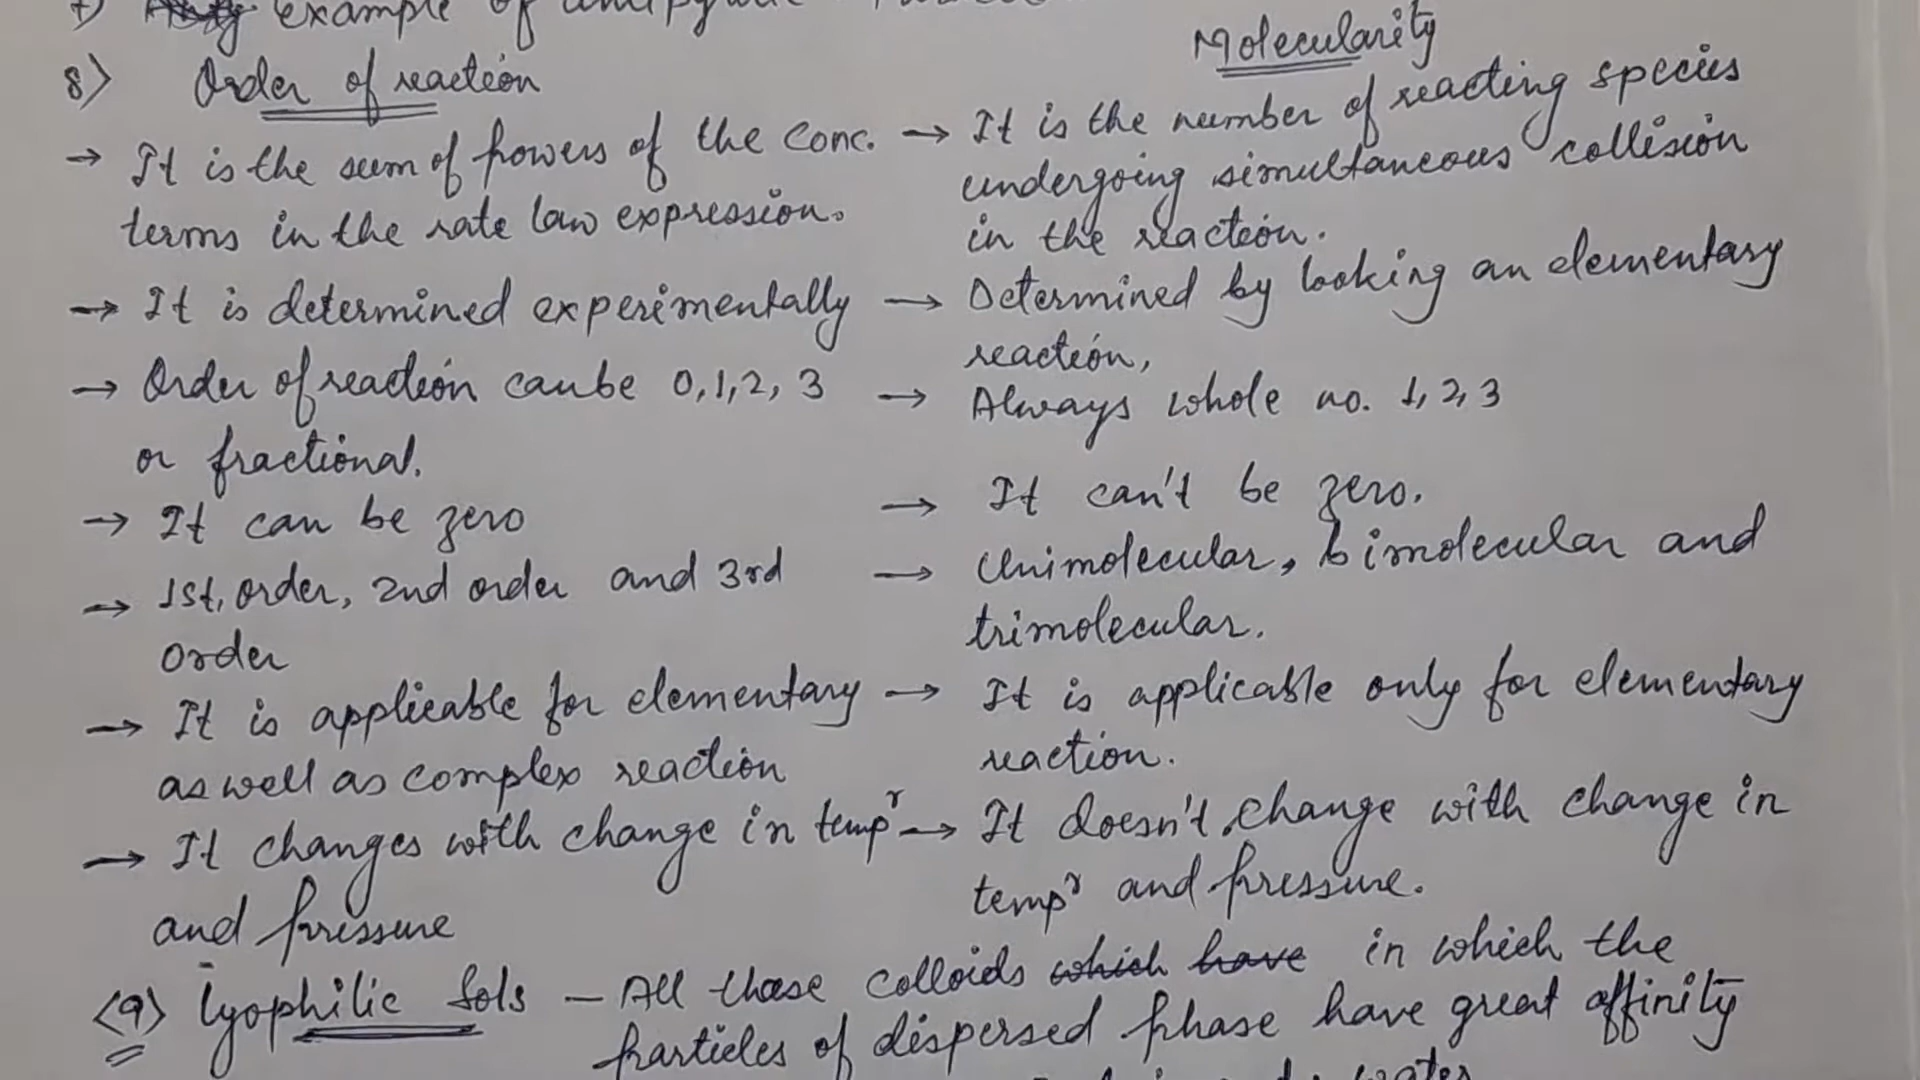 example of
8) Order of reaction
Molecularity
→ It is the sum of powers of the conc.
terms in the rate law expression.
→ It is the number of reacting species
undergoing simultaneous collision
in the reaction.
→ It is determined experimentally
→ Determined by looking an elementary
reaction,
→ Order of reaction can be 0,1,2, 3
or fractional.
→ Always whole no. 1, 2, 3
→ It can be zero
→ It can't be zero.
→ 1st, order, 2nd order and 3rd
order
→ Unimolecular, bimolecular and
trimolecular.
→ It is applicable for elementary
as well as complex reaction
→ It is applicable only for elementary
reaction.
→ It changes with change in tempr
and pressure
→ It doesn't change with change in
tempr and pressure.
(9) lyophilic Sols – All those colloids which have in which the
particles of dispersed phase have great affinity
water